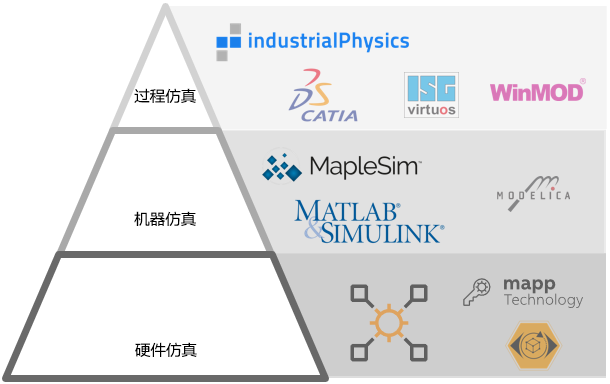 industrialPhysics
过程仿真
CATIA
ISG
virtuos
WinMOD®
MapleSim™
MODELICA
机器仿真
MATLAB®
&SIMULINK®
mapp
Technology
硬件仿真